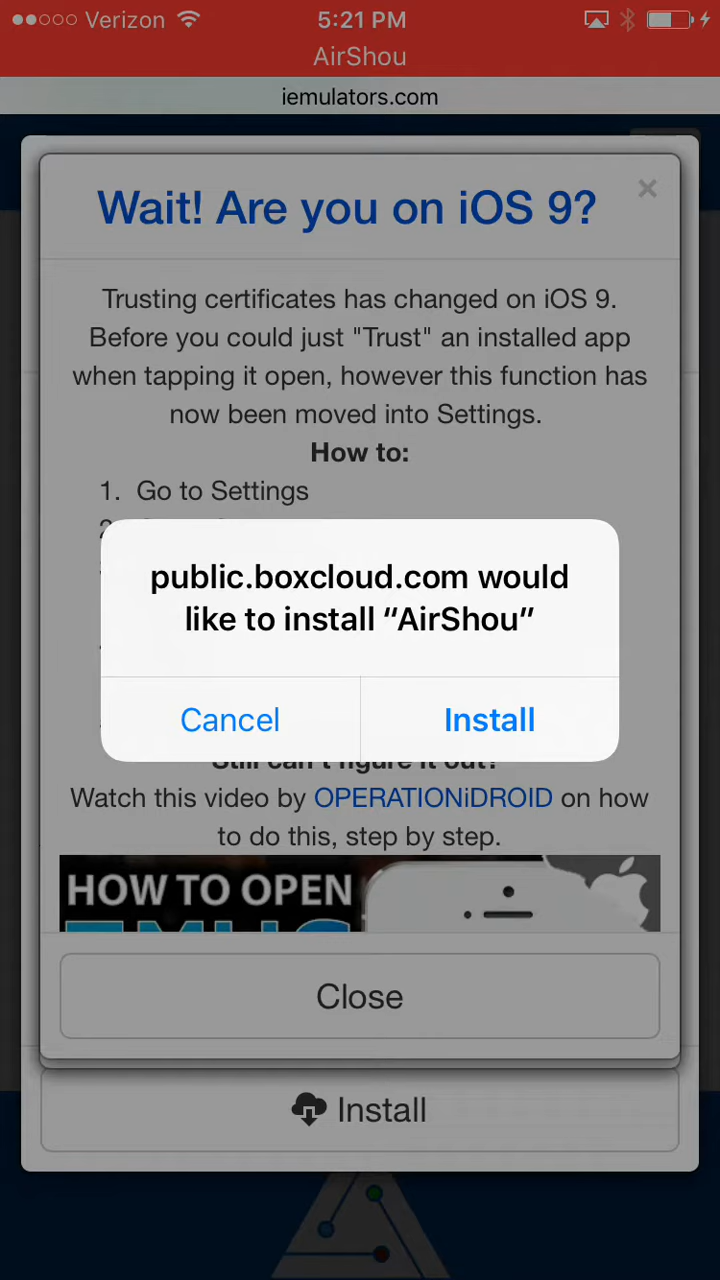 Verizon 5:21 PM
AirShou
iemulators.com
Wait! Are you on iOS 9?
×
Trusting certificates has changed on iOS 9.
Before you could just "Trust" an installed app
when tapping it open, however this function has
now been moved into Settings.
How to:
1. Go to Settings
public.boxcloud.com would
like to install “AirShou”
Cancel Install
Still can't figure it out?
Watch this video by OPERATIONiDROID on how
to do this, step by step.
HOW TO OPEN
Close
Install